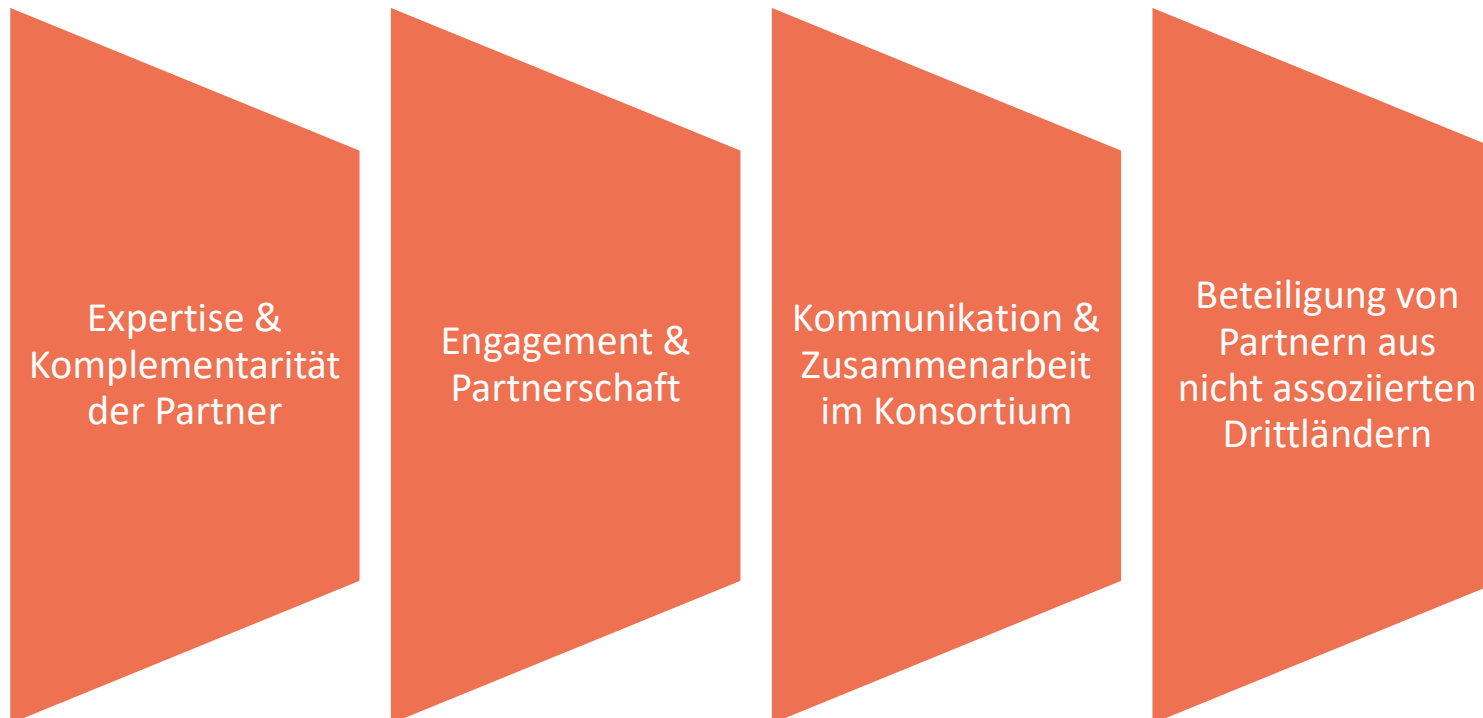 Expertise &
Komplementarität
der Partner
Engagement &
Partnerschaft
Kommunikation &
Zusammenarbeit
im Konsortium
Beteiligung von
Partnern aus
nicht assoziierten
Drittländern